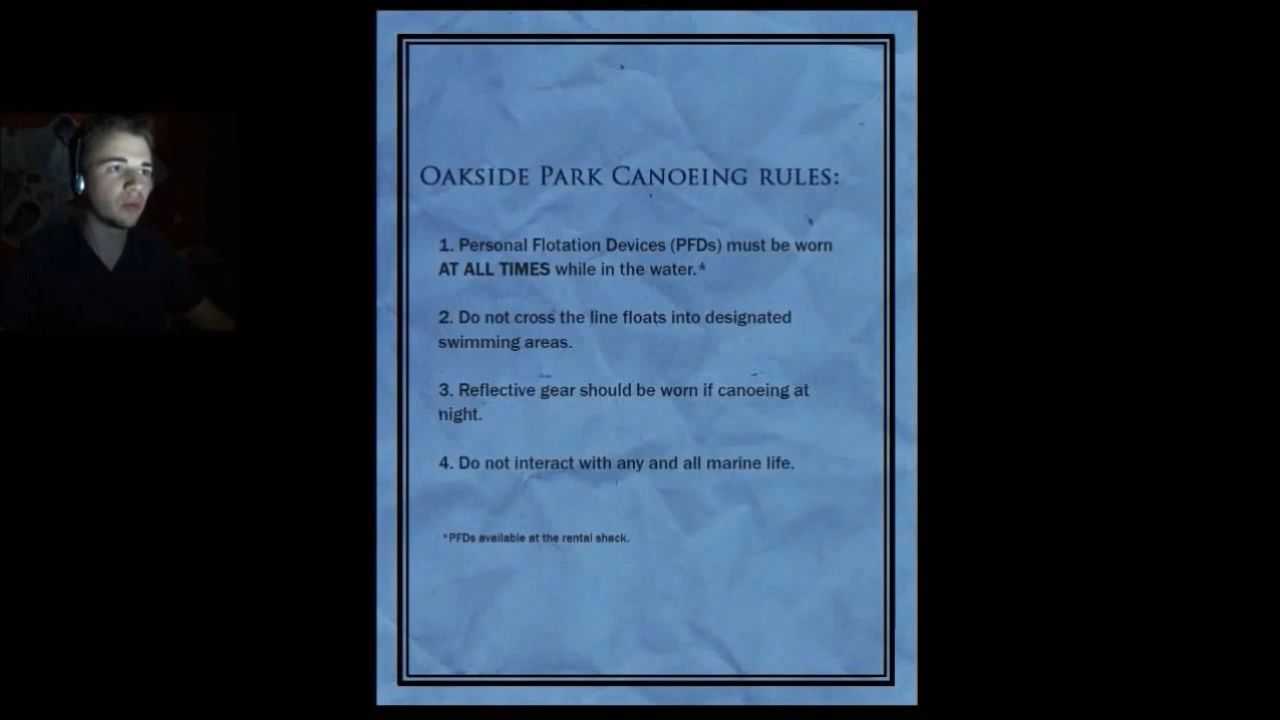 OAKSIDE PARK CANOEING RULES:
1. Personal Flotation Devices (PFDs) must be worn
AT ALL TIMES while in the water.*
2. Do not cross the line floats into designated
swimming areas.
3. Reflective gear should be worn if canoeing at
night.
4. Do not interact with any and all marine life.
*PFDs available at the rental shack.